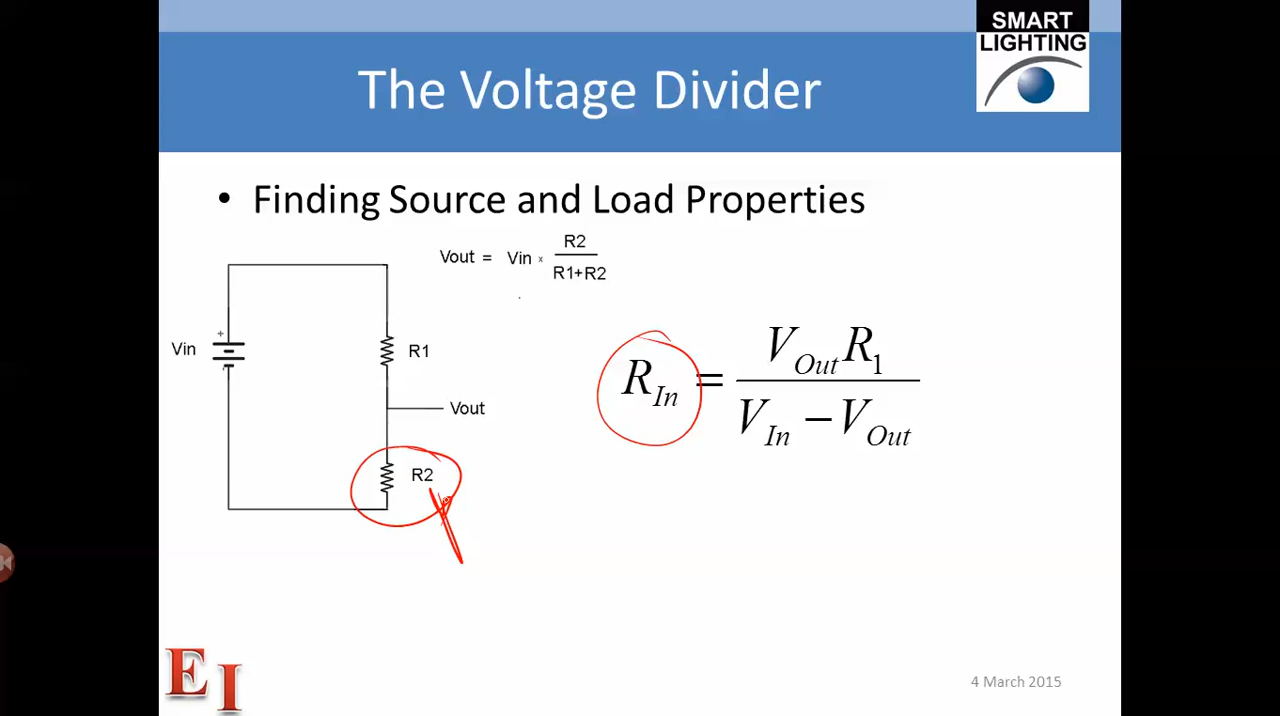 SMART
LIGHTING
The Voltage Divider
• Finding Source and Load Properties
Vout = Vin × R2 / R1+R2
Vin
+
R1
Vout
R2
R_In = V_Out R_1 / V_In − V_Out
EI
4 March 2015